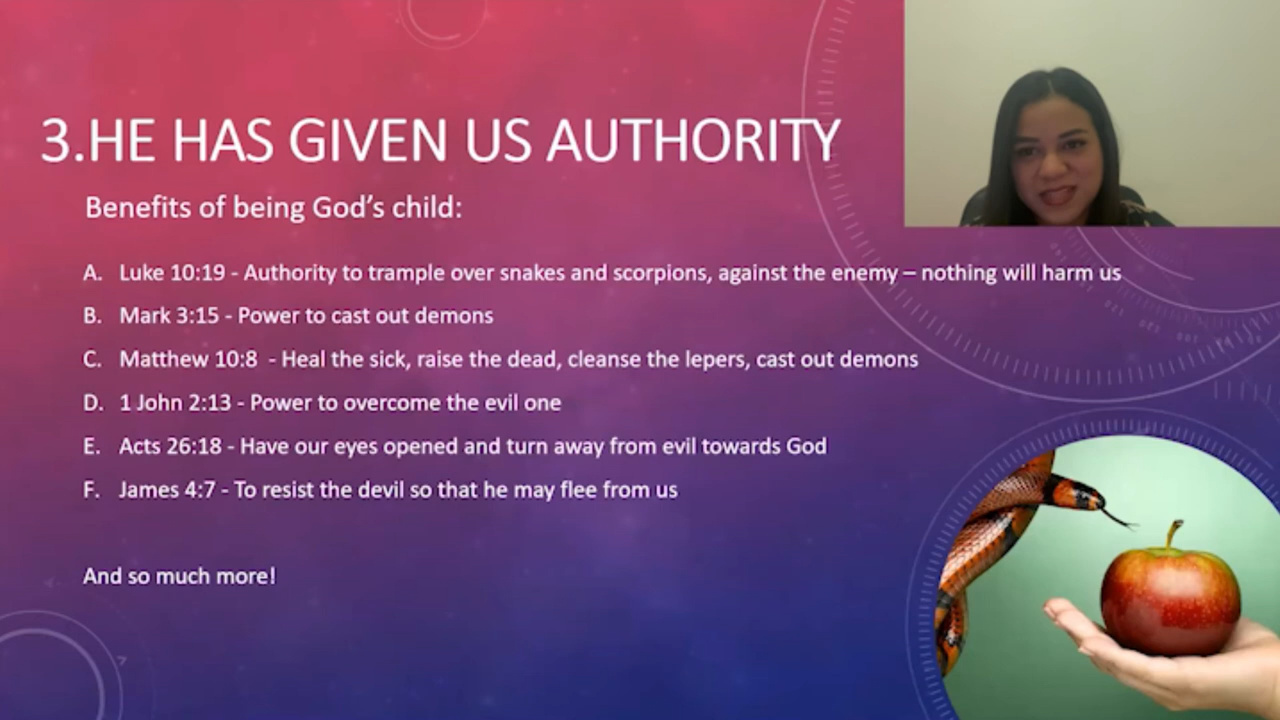 3.HE HAS GIVEN US AUTHORITY
Benefits of being God's child:
A. Luke 10:19 - Authority to trample over snakes and scorpions, against the enemy – nothing will harm us
B. Mark 3:15 - Power to cast out demons
C. Matthew 10:8 - Heal the sick, raise the dead, cleanse the lepers, cast out demons
D. 1 John 2:13 - Power to overcome the evil one
E. Acts 26:18 - Have our eyes opened and turn away from evil towards God
F. James 4:7 - To resist the devil so that he may flee from us
And so much more!